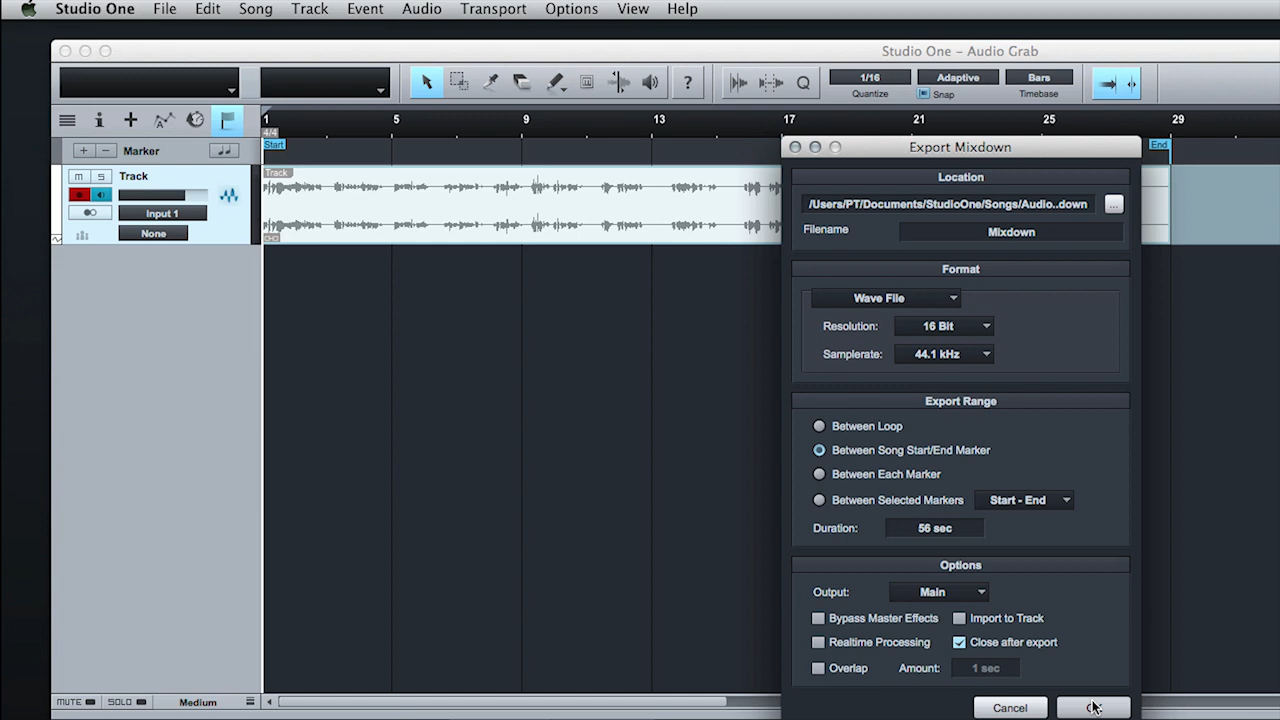 Studio One File Edit Song Track Event Audio Transport Options View Help
Studio One – Audio Grab
? Q 1/16 Adaptive Bars
Quantize Snap Timebase
i + 1 5 9 13 17 21 25 29
4/4
+ − Marker Start End
M S Track Track
Input 1
None
Export Mixdown
Location
/Users/PT/Documents/StudioOne/Songs/Audio..down ...
Filename Mixdown
Format
Wave File
Resolution: 16 Bit
Samplerate: 44.1 kHz
Export Range
Between Loop
Between Song Start/End Marker
Between Each Marker
Between Selected Markers Start - End
Duration: 56 sec
Options
Output: Main
Bypass Master Effects Import to Track
Realtime Processing Close after export
Overlap Amount: 1 sec
Cancel
MUTE SOLO Medium